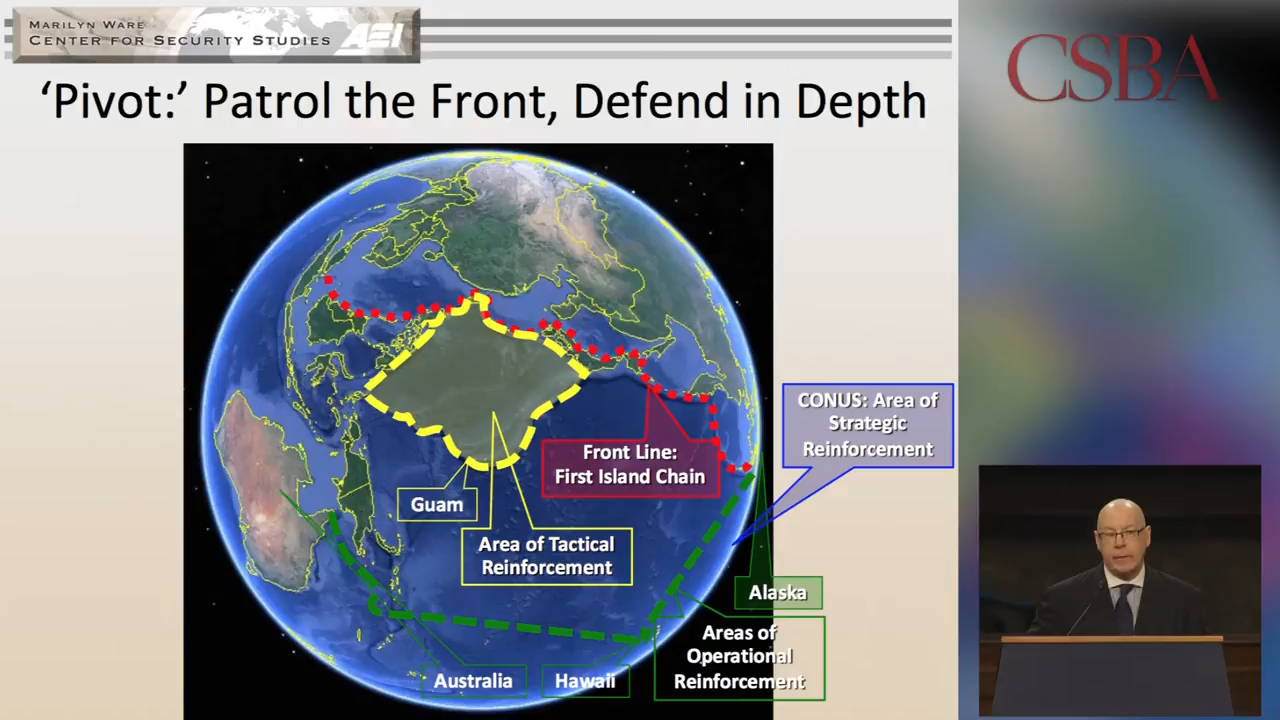 MARILYN WARE
CENTER FOR SECURITY STUDIES
AEI
CSBA
‘Pivot:’ Patrol the Front, Defend in Depth
CONUS: Area of
Strategic
Reinforcement
Front Line:
First Island Chain
Guam
Area of Tactical
Reinforcement
Alaska
Areas of
Operational
Reinforcement
Australia
Hawaii